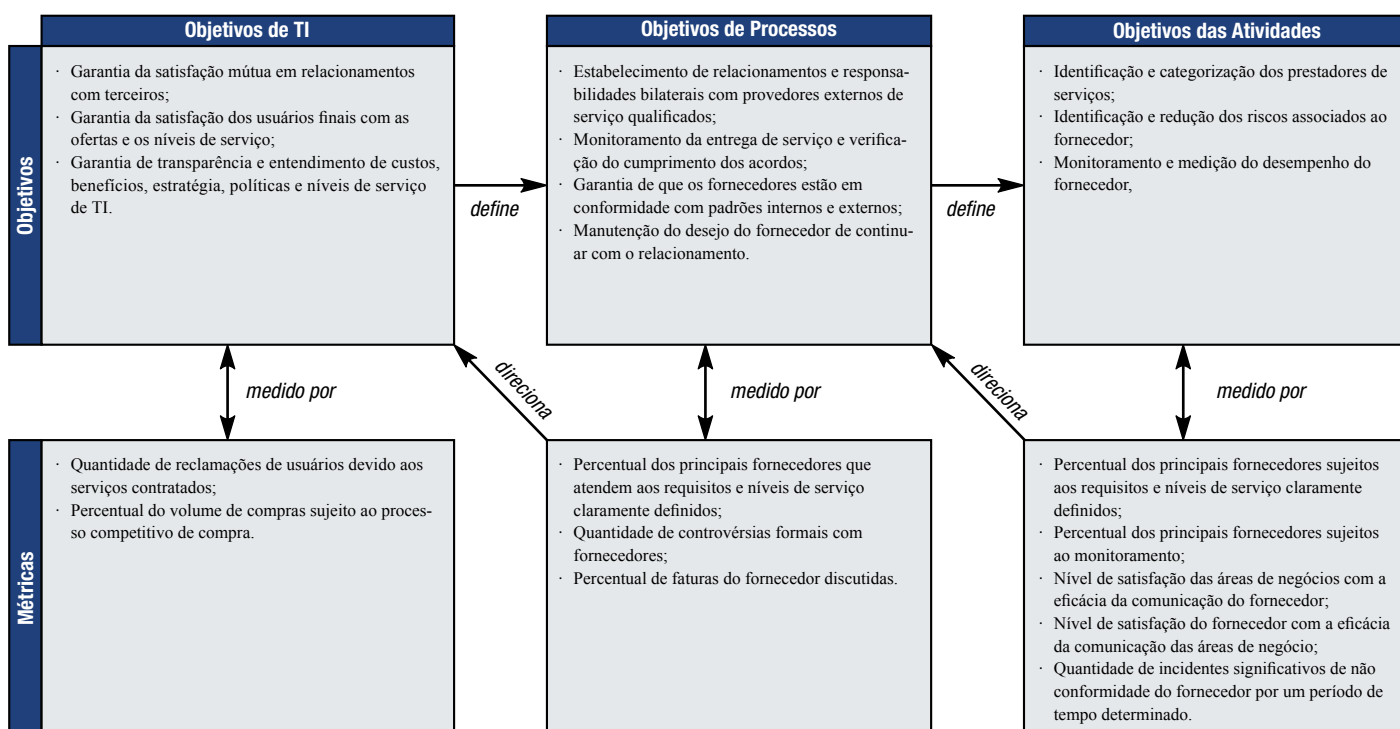 Objetivos de TI
Objetivos de Processos
Objetivos das Atividades
Objetivos
· Garantia da satisfação mútua em relacionamentos
com terceiros;
· Garantia da satisfação dos usuários finais com as
ofertas e os níveis de serviço;
· Garantia de transparência e entendimento de custos,
benefícios, estratégia, políticas e níveis de serviço
de TI.
define
· Estabelecimento de relacionamentos e responsa-
bilidades bilaterais com provedores externos de
serviço qualificados;
· Monitoramento da entrega de serviço e verifica-
ção do cumprimento dos acordos;
· Garantia de que os fornecedores estão em
conformidade com padrões internos e externos;
· Manutenção do desejo do fornecedor de continu-
ar com o relacionamento.
define
· Identificação e categorização dos prestadores de
serviços;
· Identificação e redução dos riscos associados ao
fornecedor;
· Monitoramento e medição do desempenho do
fornecedor,
medido por
direciona
medido por
direciona
medido por
Métricas
· Quantidade de reclamações de usuários devido aos
serviços contratados;
· Percentual do volume de compras sujeito ao proces-
so competitivo de compra.
· Percentual dos principais fornecedores que
atendem aos requisitos e níveis de serviço
claramente definidos;
· Quantidade de controvérsias formais com
fornecedores;
· Percentual de faturas do fornecedor discutidas.
· Percentual dos principais fornecedores sujeitos
aos requisitos e níveis de serviço claramente
definidos;
· Percentual dos principais fornecedores sujeitos
ao monitoramento;
· Nível de satisfação das áreas de negócios com a
eficácia da comunicação do fornecedor;
· Nível de satisfação do fornecedor com a eficácia
da comunicação das áreas de negócio;
· Quantidade de incidentes significativos de não
conformidade do fornecedor por um período de
tempo determinado.